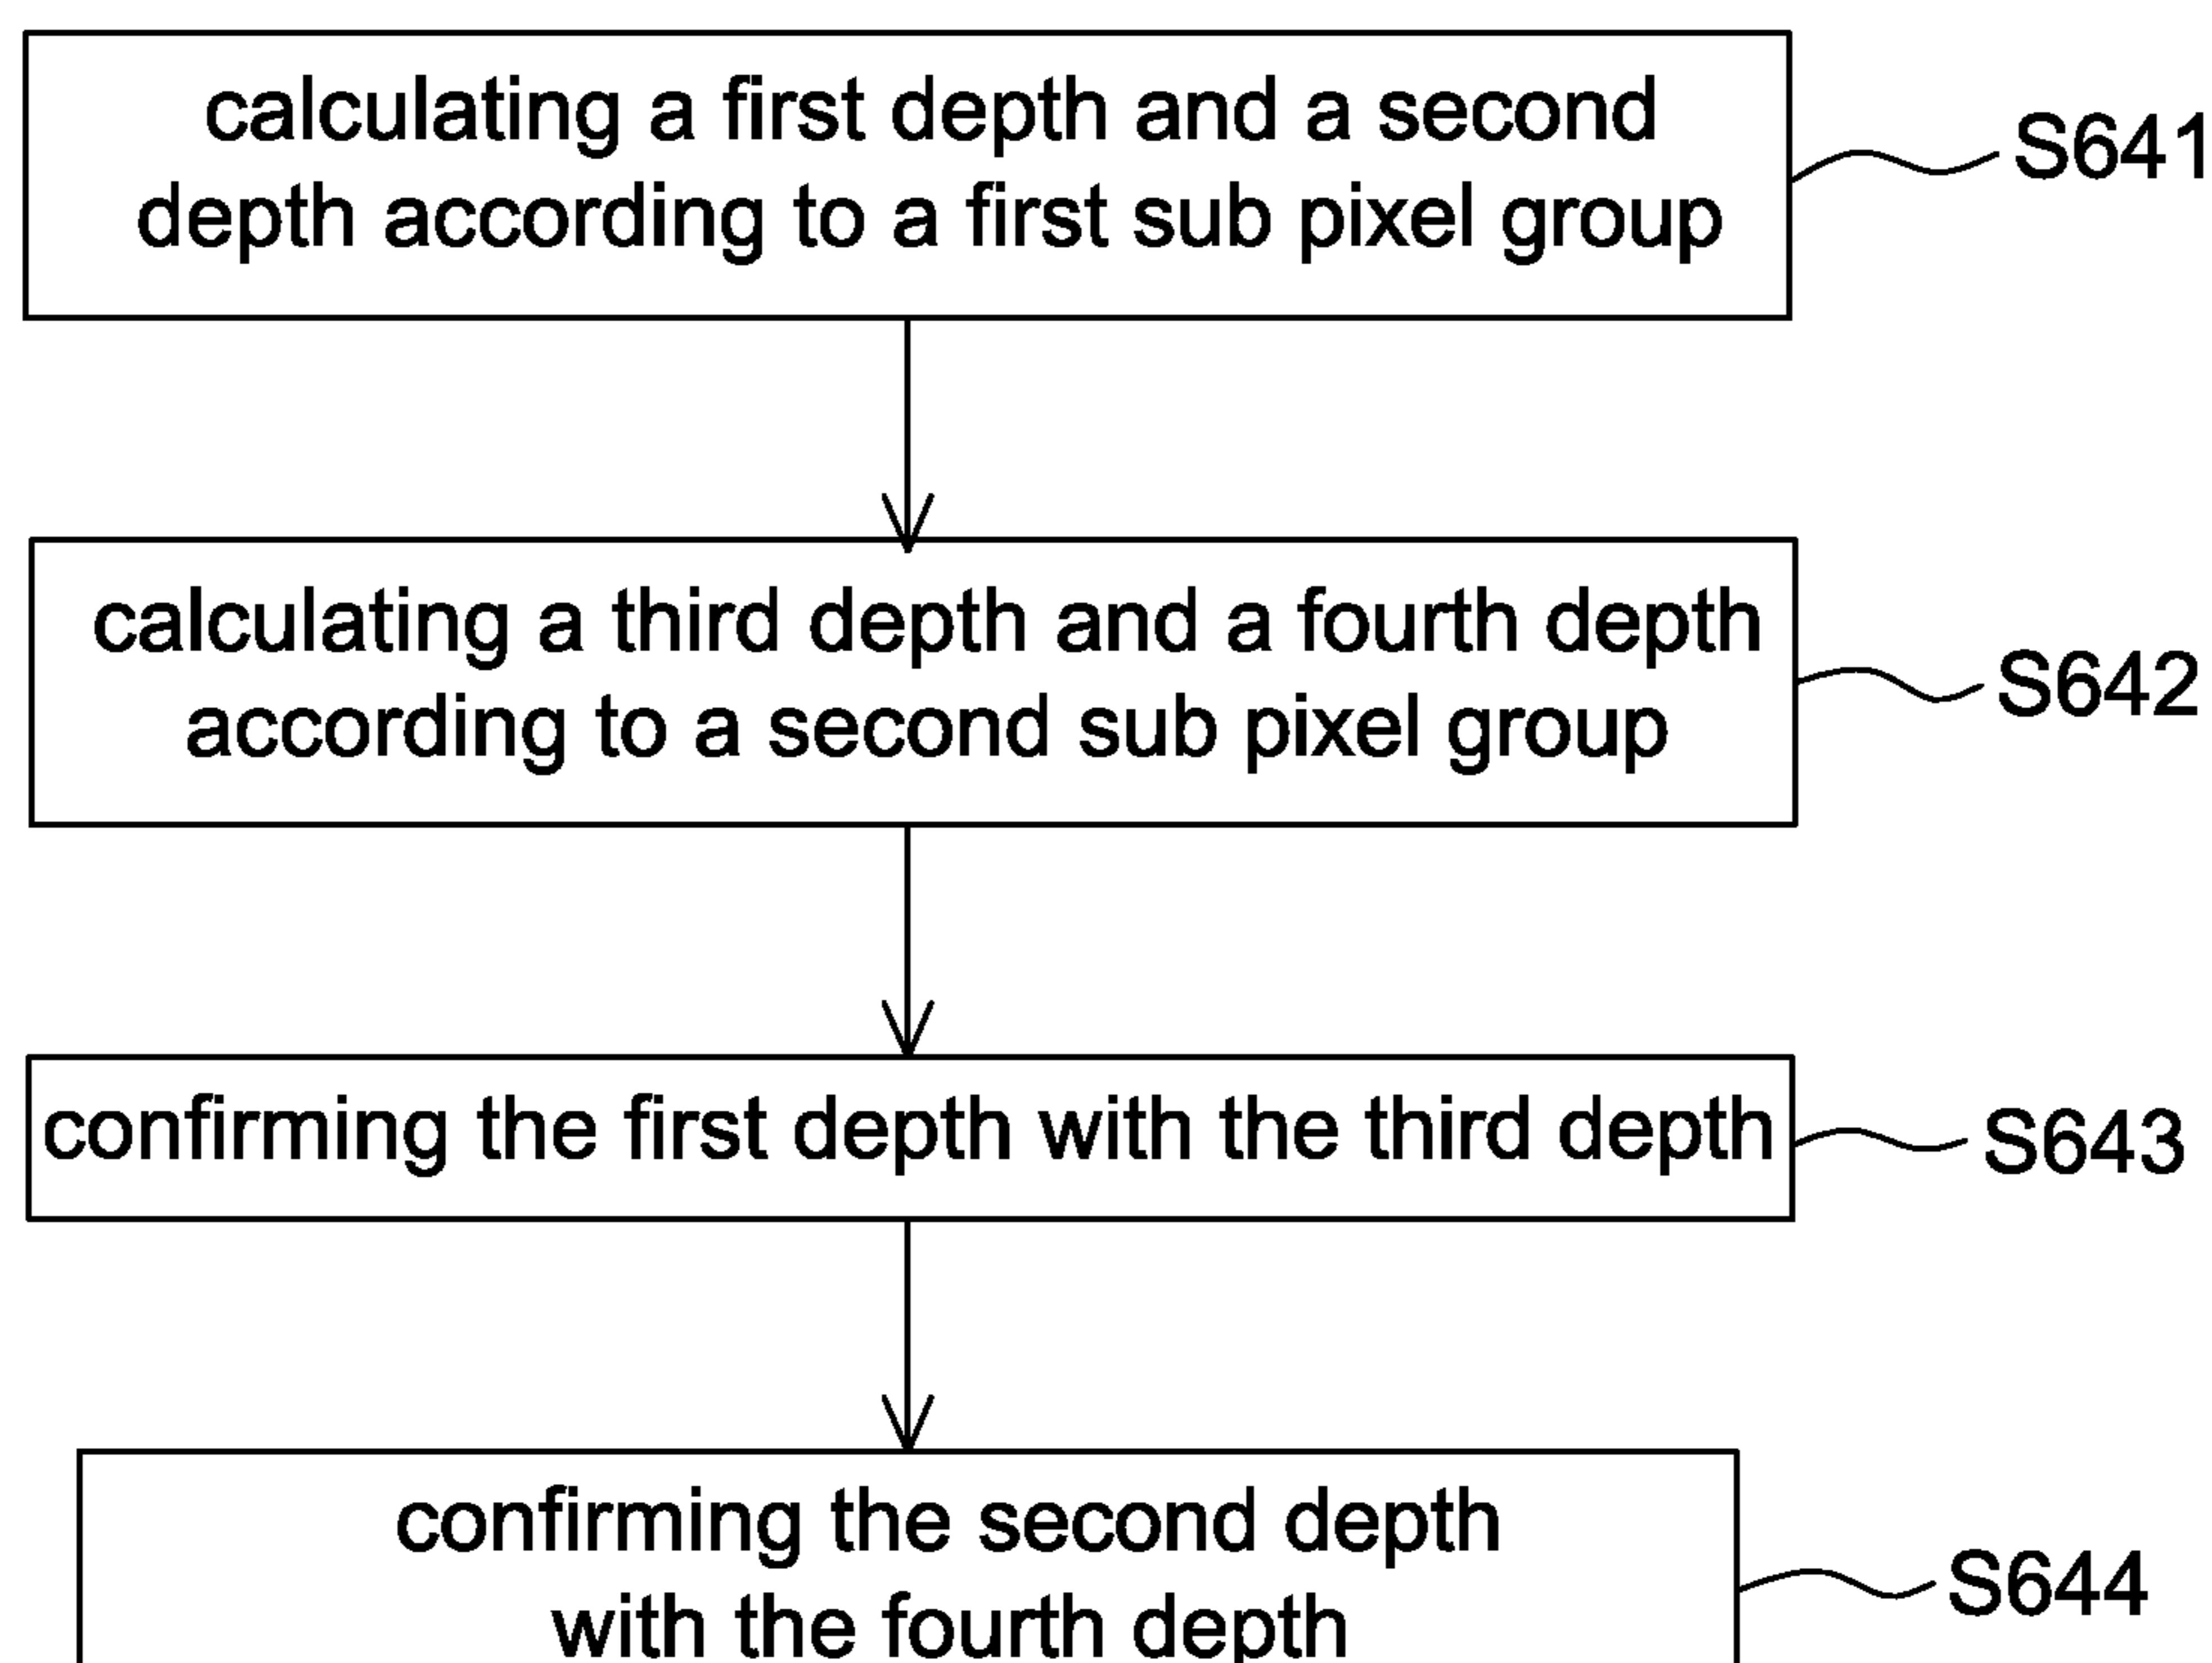 calculating a first depth and a second
depth according to a first sub pixel group
S641
calculating a third depth and a fourth depth
according to a second sub pixel group
S642
confirming the first depth with the third depth
S643
confirming the second depth
with the fourth depth
S644